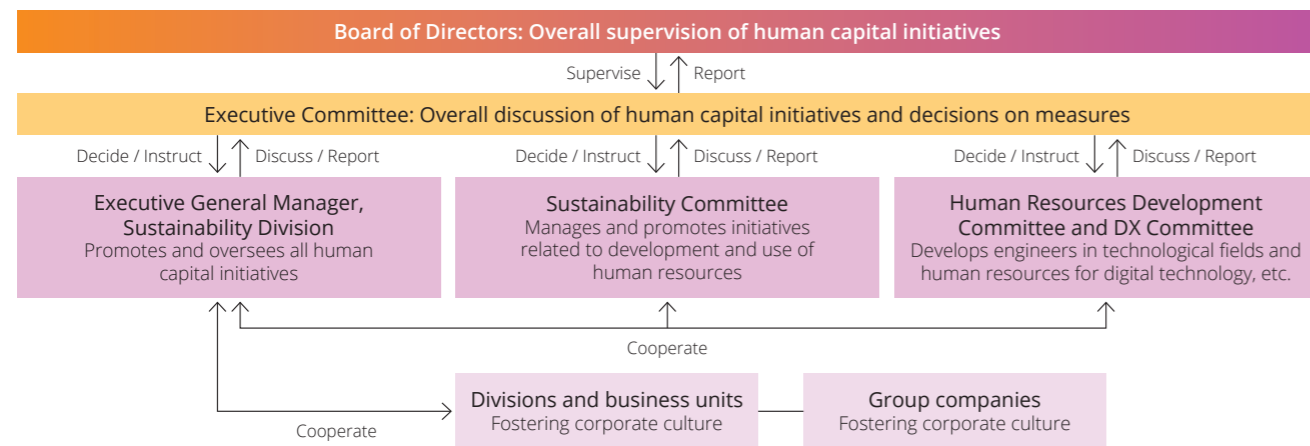 Board of Directors: Overall supervision of human capital initiatives
Supervise
Report
Executive Committee: Overall discussion of human capital initiatives and decisions on measures
Decide / Instruct
Discuss / Report
Decide / Instruct
Discuss / Report
Decide / Instruct
Discuss / Report
Executive General Manager,
Sustainability Division
Promotes and oversees all human
capital initiatives
Sustainability Committee
Manages and promotes initiatives
related to development and use of
human resources
Human Resources Development
Committee and DX Committee
Develops engineers in technological fields and
human resources for digital technology, etc.
Cooperate
Divisions and business units
Fostering corporate culture
Group companies
Fostering corporate culture
Cooperate